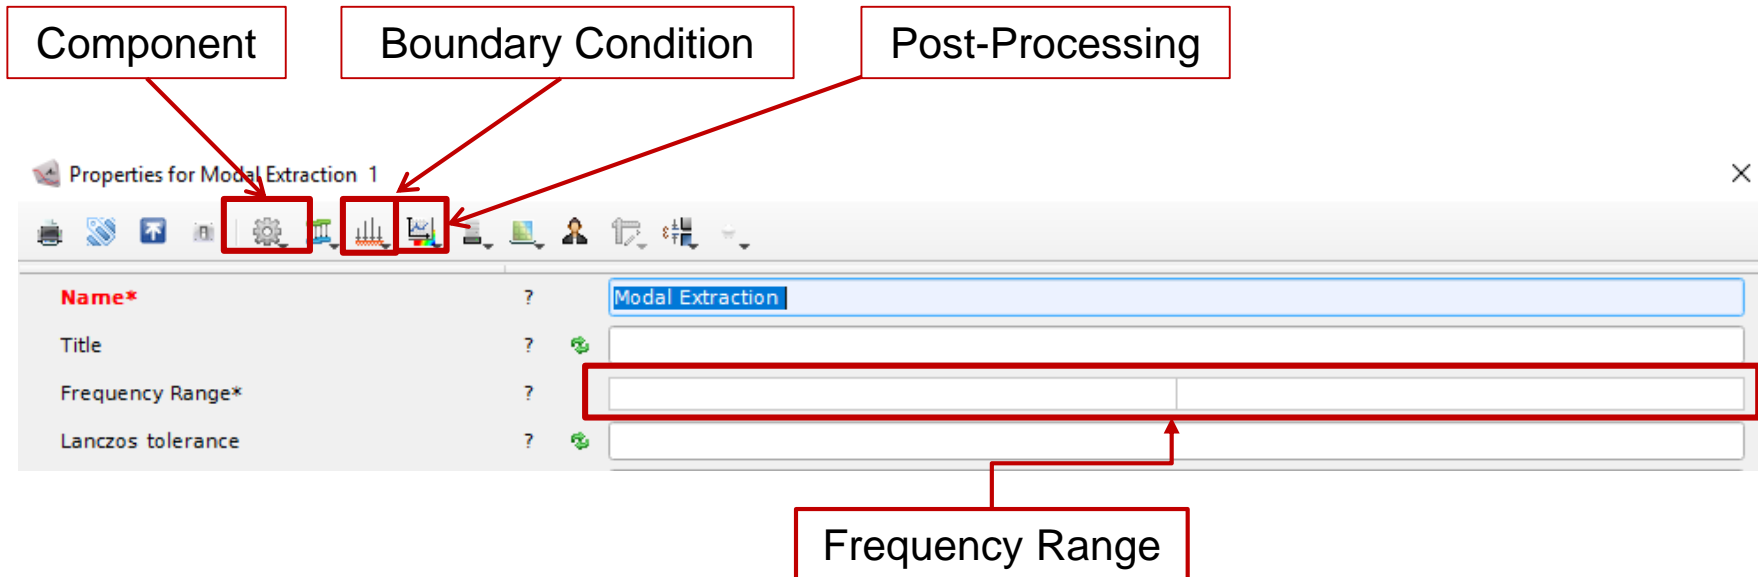 Component
Boundary Condition
Post-Processing
Properties for Modal Extraction 1
Name* ? Modal Extraction
Title ?
Frequency Range* ?
Lanczos tolerance ?
Frequency Range